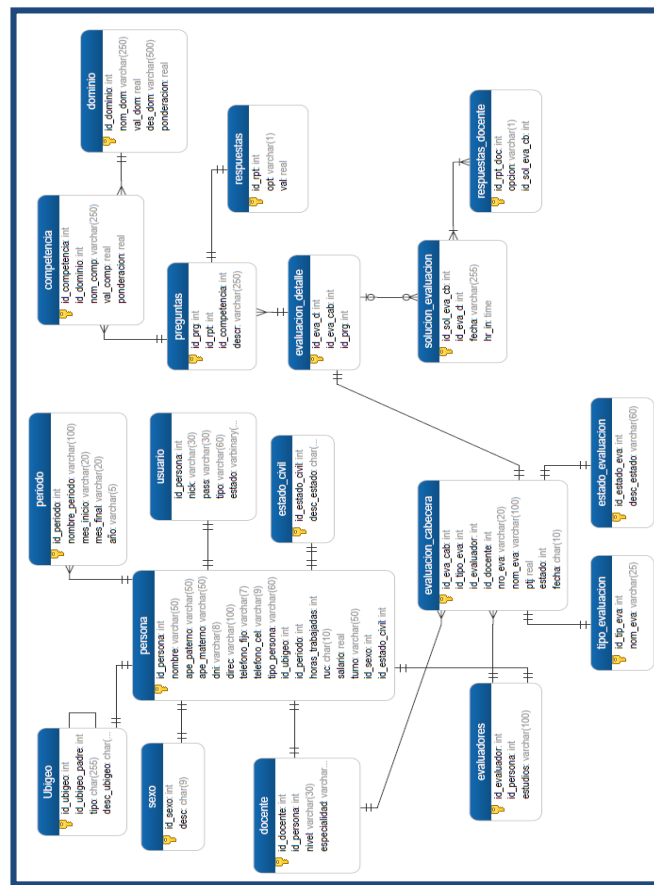 Ubigeo
id_ubigeo: int
id_ubigeo_padre: int
tipo: char(255)
desc_ubigeo: char(...
periodo
id_periodo: int
nombre_periodo: varchar(100)
mes_inicio: varchar(20)
mes_final: varchar(20)
año: varchar(5)
competencia
id_competencia: int
id_dominio: int
nom_comp: varchar(250)
val_comp: real
ponderacion: real
dominio
id_dominio: int
nom_dom: varchar(250)
val_dom: real
des_dom: varchar(500)
ponderacion: real
sexo
id_sexo: int
desc: char(9)
persona
id_persona: int
nombre: varchar(50)
ape_paterno: varchar(50)
ape_materno: varchar(50)
dni: varchar(8)
direc: varchar(100)
telefono_fijo: varchar(7)
telefono_cel: varchar(9)
tipo_persona: varchar(60)
id_ubigeo: int
id_periodo: int
horas_trabajadas: int
ruc: char(10)
salario: real
turno: varchar(50)
id_sexo: int
id_estado_civil: int
usuario
id_persona: int
nick: varchar(30)
pass: varchar(30)
tipo: varchar(60)
estado: varbinary(...
preguntas
id_prg: int
id_rpt: int
id_competencia: int
descr: varchar(250)
respuestas
id_rpt: int
opt: varchar(1)
val: real
docente
id_docente: int
id_persona: int
nivel: varchar(30)
especialidad: varchar...
estado_civil
id_estado_civil: int
desc_estado: char(...
evaluacion_detalle
id_eva_d: int
id_eva_cab: int
id_prg: int
evaluadores
id_evaluador: int
id_persona: int
estudios: varchar(100)
evaluacion_cabecera
id_eva_cab: int
id_tipo_eva: int
id_evaluador: int
id_docente: int
nro_eva: varchar(20)
nom_eva: varchar(100)
ptj: real
estado: int
fecha: char(10)
solucion_evaluacion
id_sol_eva_cb: int
id_eva_d: int
fecha: varchar(255)
hr_in: time
respuestas_docente
id_rpt_doc: int
opcion: varchar(1)
id_sol_eva_cb: int
tipo_evaluacion
id_tip_eva: int
nom_eva: varchar(25)
estado_evaluacion
id_estado_eva: int
desc_estado: varchar(60)